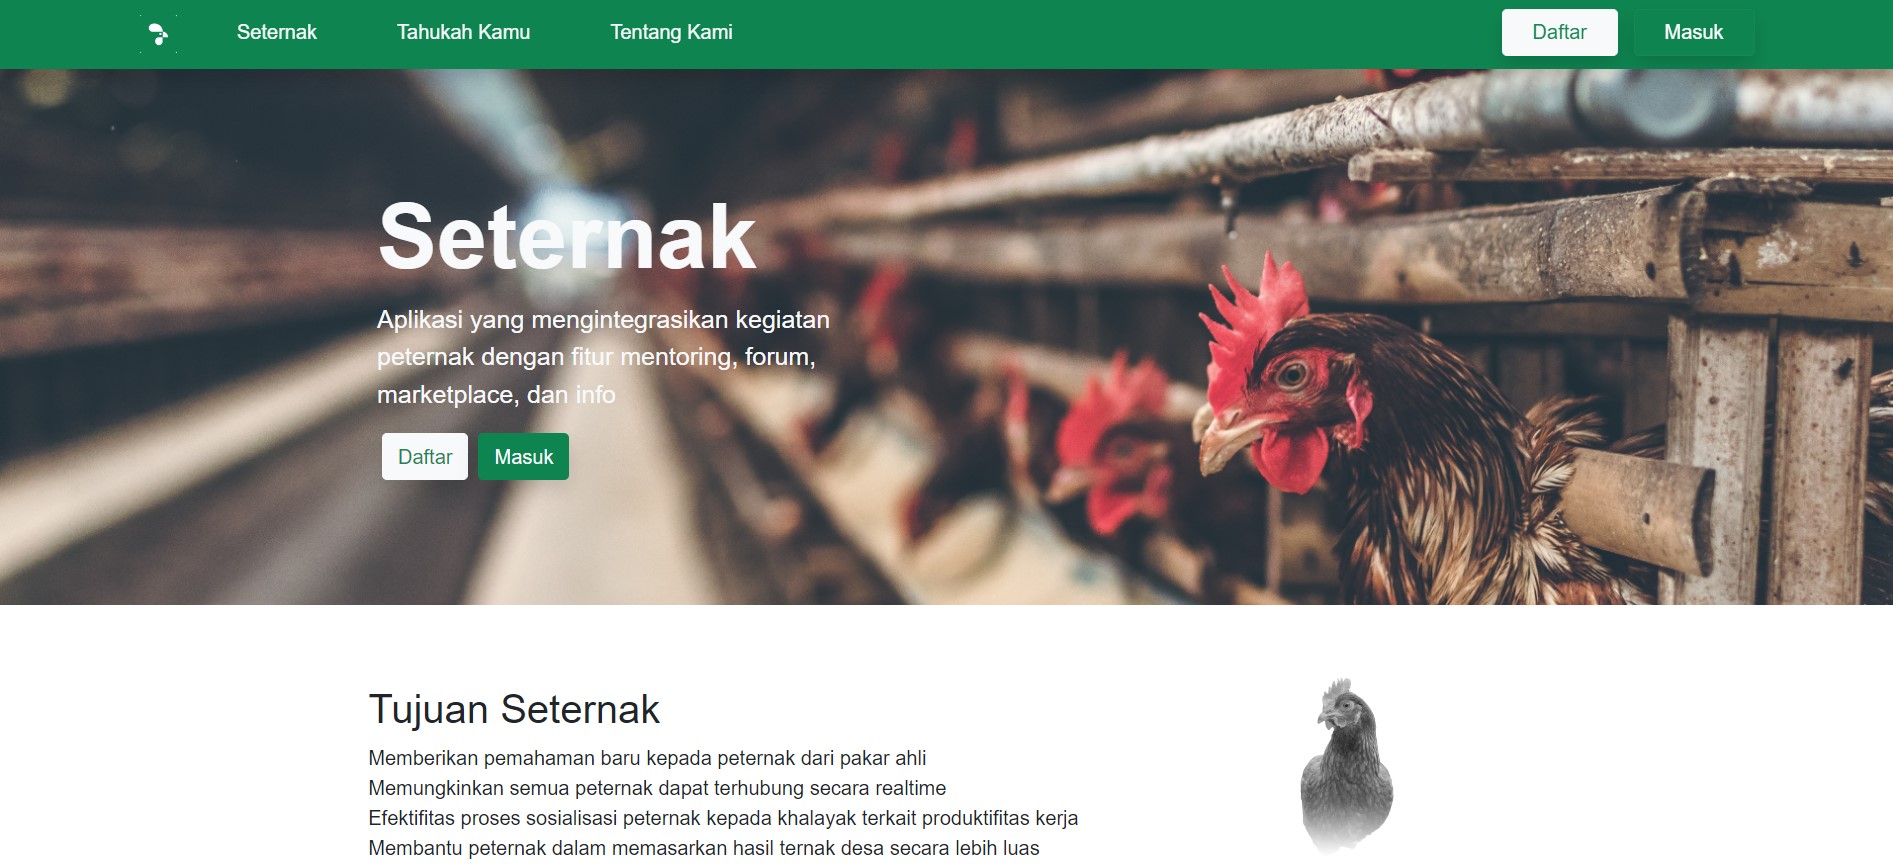 Seternak
Tahukah Kamu
Tentang Kami
Daftar
Masuk
Seternak
Aplikasi yang mengintegrasikan kegiatan
peternak dengan fitur mentoring, forum,
marketplace, dan info
Daftar
Masuk
Tujuan Seternak
Memberikan pemahaman baru kepada peternak dari pakar ahli
Memungkinkan semua peternak dapat terhubung secara realtime
Efektifitas proses sosialisasi peternak kepada khalayak terkait produktifitas kerja
Membantu peternak dalam memasarkan hasil ternak desa secara lebih luas